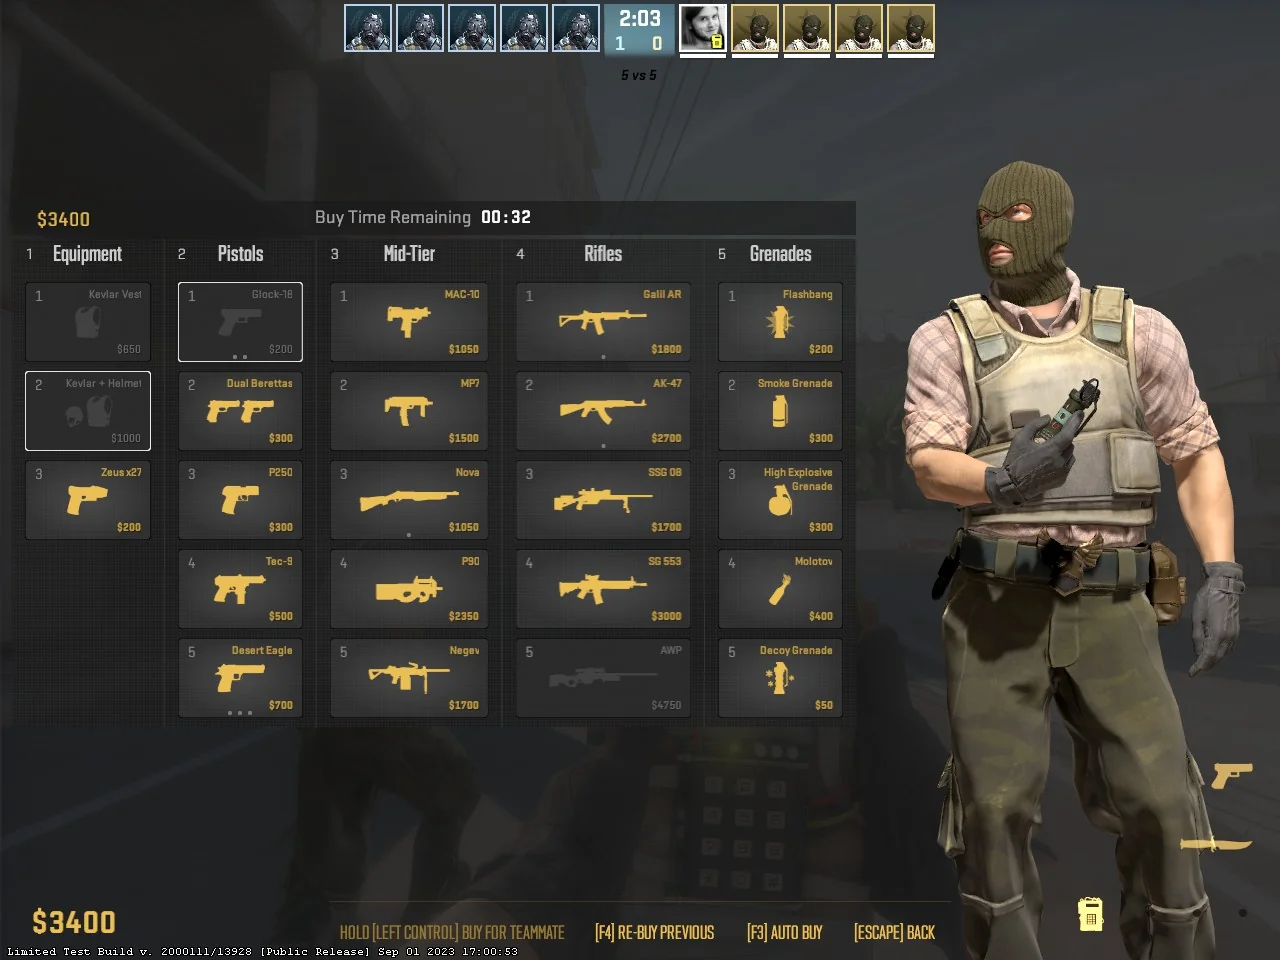 2:03
1 0
5 vs 5
$3400
Buy Time Remaining 00:32
1 Equipment
2 Pistols
3 Mid-Tier
4 Rifles
5 Grenades
1 Kevlar Vest
$650
2 Kevlar + Helmet
$1000
3 Zeus x27
$200
1 Glock-18
$200
2 Dual Berettas
$300
3 P250
$300
4 Tec-9
$500
5 Desert Eagle
$700
1 MAC-10
$1050
2 MP7
$1500
3 Nova
$1050
4 P90
$2350
5 Negev
$1700
1 Galil AR
$1800
2 AK-47
$2700
3 SSG 08
$1700
4 SG 553
$3000
5 AWP
$4750
1 Flashbang
$200
2 Smoke Grenade
$300
3 High Explosive
Grenade
$300
4 Molotov
$400
5 Decoy Grenade
$50
$3400
HOLD [LEFT CONTROL] BUY FOR TEAMMATE [F4] RE-BUY PREVIOUS [F3] AUTO BUY [ESCAPE] BACK
Limited Test Build v. 2000111/13928 [Public Release] Sep 01 2023 17:00:53